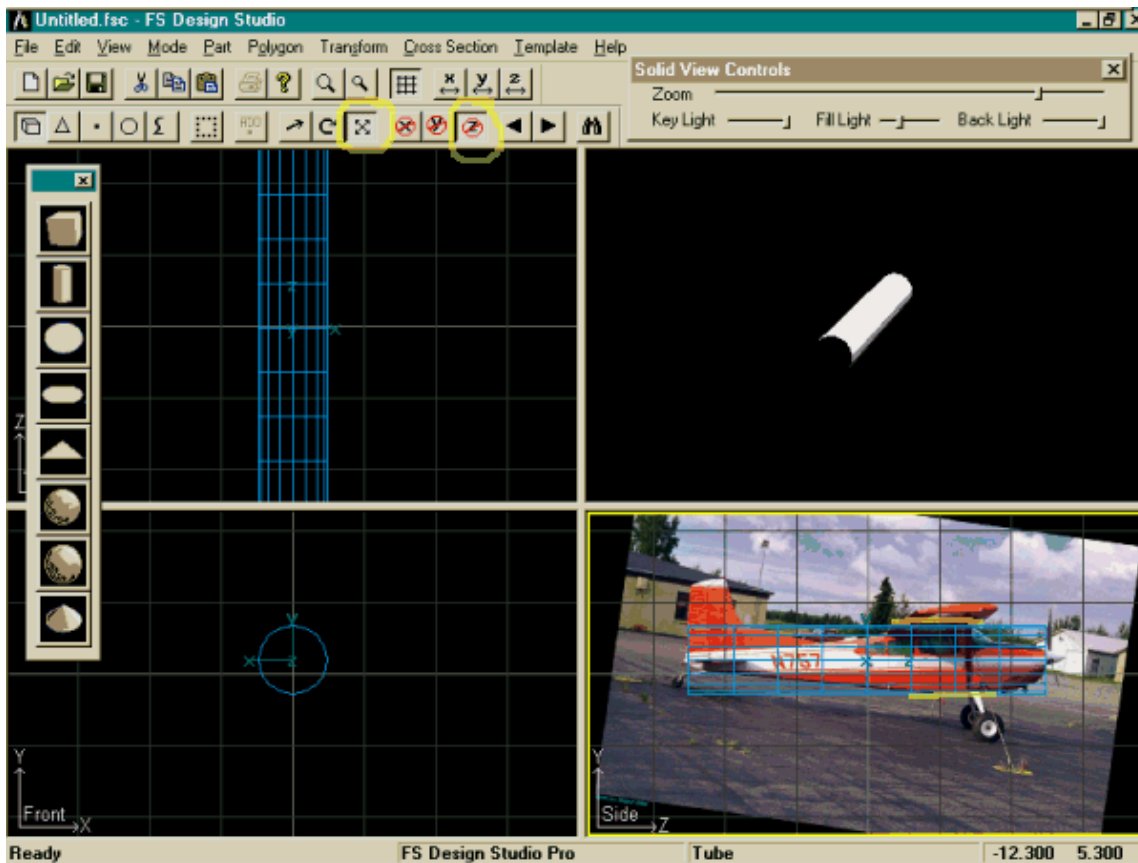 Untitled.fsc - FS Design Studio
File Edit View Mode Part Polygon Transform Cross Section Template Help
Solid View Controls
Zoom
Key Light Fill Light Back Light
x y z
x y z
z
x
y
Z
Y
X
z
Y
Front
X
N757
Y
X
z
Y
Side
Z
Ready FS Design Studio Pro Tube -12.300 5.300